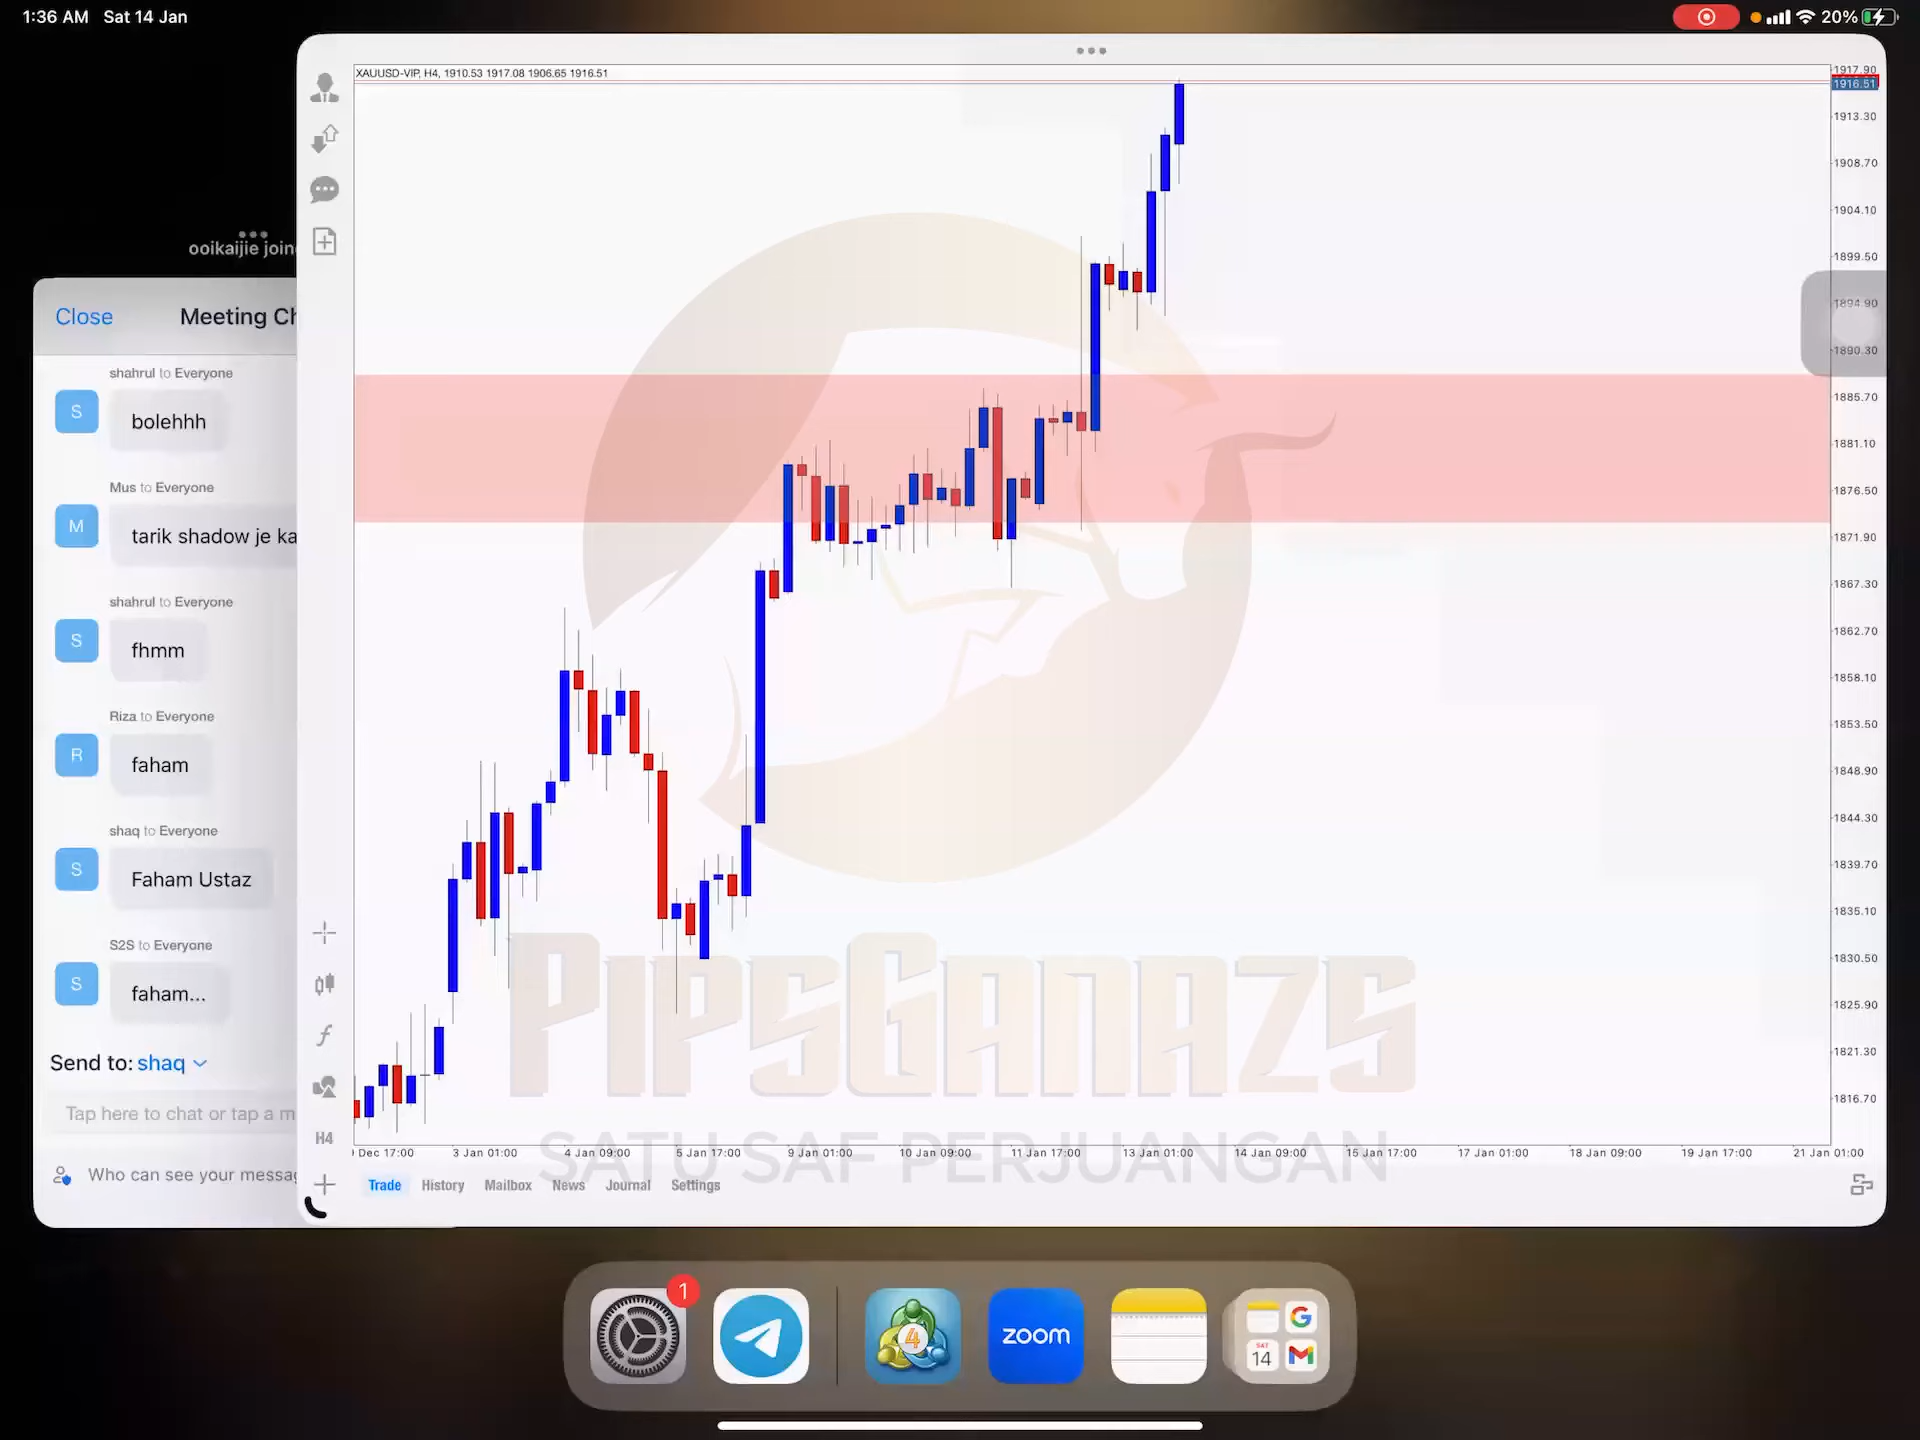 1:36 AM Sat 14 Jan
20%
XAUUSD-VIP, H4, 1910.53 1917.08 1906.65 1916.51
ooikaijie
Close
Meeting
shahrul to Everyone
S
bolehhh
Mus to Everyone
M
tarik shadow je
shahrul to Everyone
S
fhmm
Riza to Everyone
R
faham
shaq to Everyone
S
Faham Ustaz
S2S to Everyone
S
faham...
Send to: shaq
Tap here to chat or tap a
Who can see your
H4
1917.90
1916.51
1913.30
1908.70
1904.10
1899.50
1894.90
1890.30
1885.70
1881.10
1876.50
1871.90
1867.30
1862.70
1858.10
1853.50
1848.90
1844.30
1839.70
1835.10
1830.50
1825.90
1821.30
1816.70
PIPSGANAZS
SATU SAF PERJUANGAN
Dec 17:00
3 Jan 01:00
4 Jan 09:00
5 Jan 17:00
9 Jan 01:00
10 Jan 09:00
11 Jan 17:00
13 Jan 01:00
14 Jan 09:00
15 Jan 17:00
17 Jan 01:00
18 Jan 09:00
19 Jan 17:00
21 Jan 01:00
Trade History Mailbox News Journal Settings
1
4
zoom
G
SAT
14
M